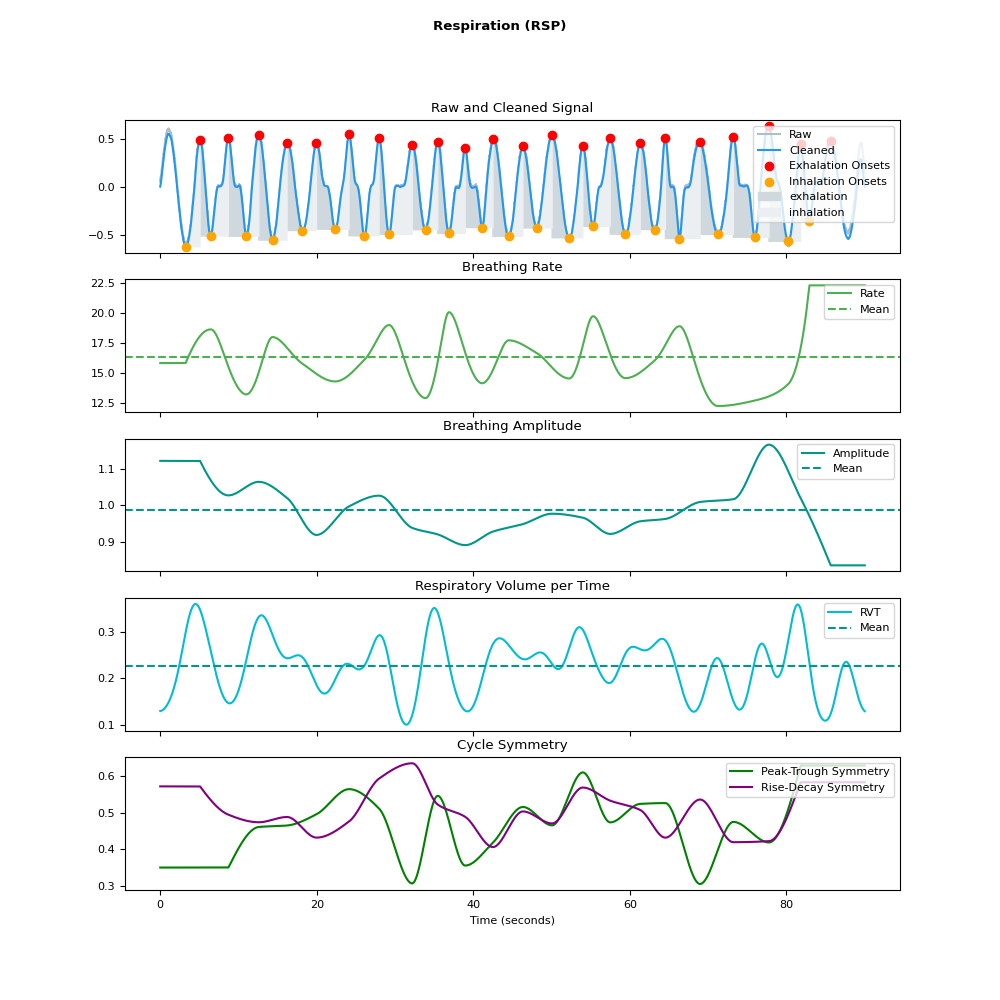 Respiration (RSP)
Raw and Cleaned Signal
0.5
0.0
−0.5
Raw
Cleaned
Exhalation Onsets
Inhalation Onsets
exhalation
inhalation
Breathing Rate
22.5
20.0
17.5
15.0
12.5
Rate
Mean
Breathing Amplitude
1.1
1.0
0.9
Amplitude
Mean
Respiratory Volume per Time
0.3
0.2
0.1
RVT
Mean
Cycle Symmetry
0.6
0.5
0.4
0.3
Peak-Trough Symmetry
Rise-Decay Symmetry
0 20 40 60 80
Time (seconds)